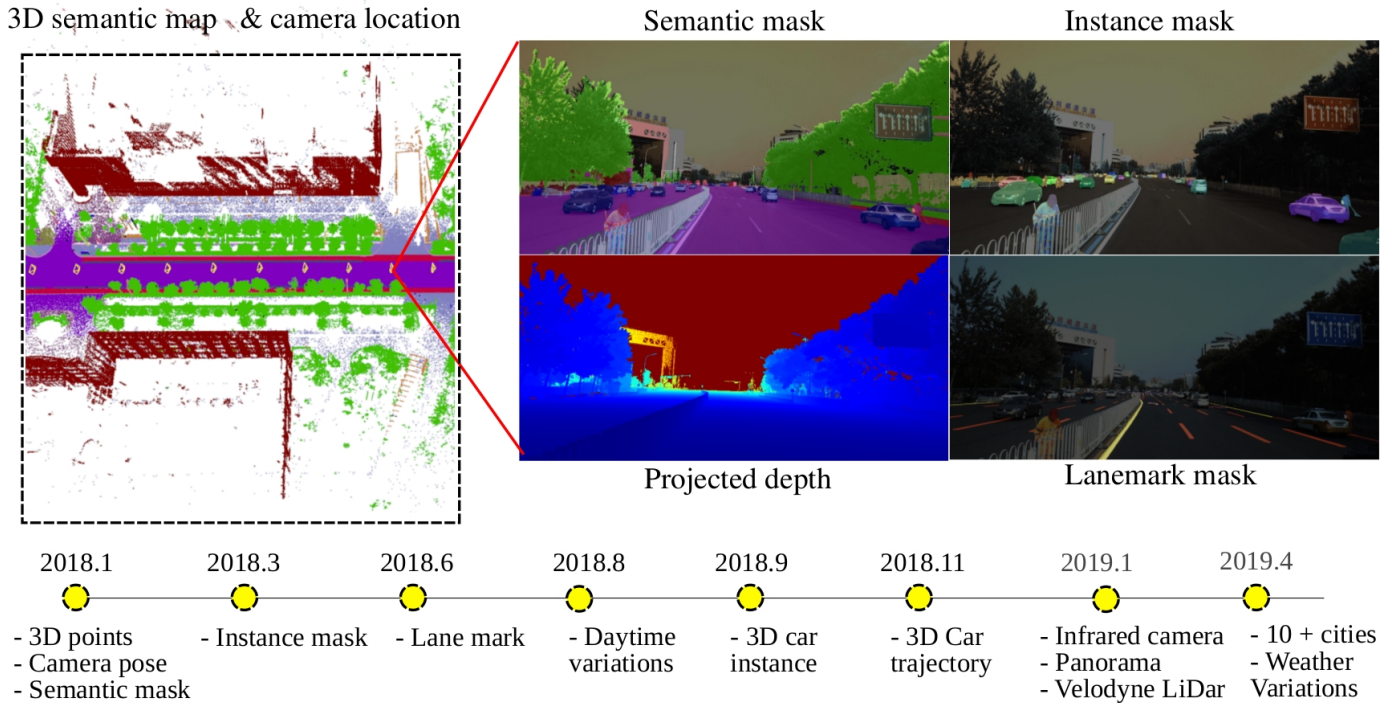 3D semantic map & camera location
Semantic mask
Instance mask
Projected depth
Lanemark mask
2018.1
2018.3
2018.6
2018.8
2018.9
2018.11
2019.1
2019.4
- 3D points
- Camera pose
- Semantic mask
- Instance mask
- Lane mark
- Daytime
variations
- 3D car
instance
- 3D Car
trajectory
- Infrared camera
- Panorama
- Velodyne LiDar
- 10 + cities
- Weather
Variations